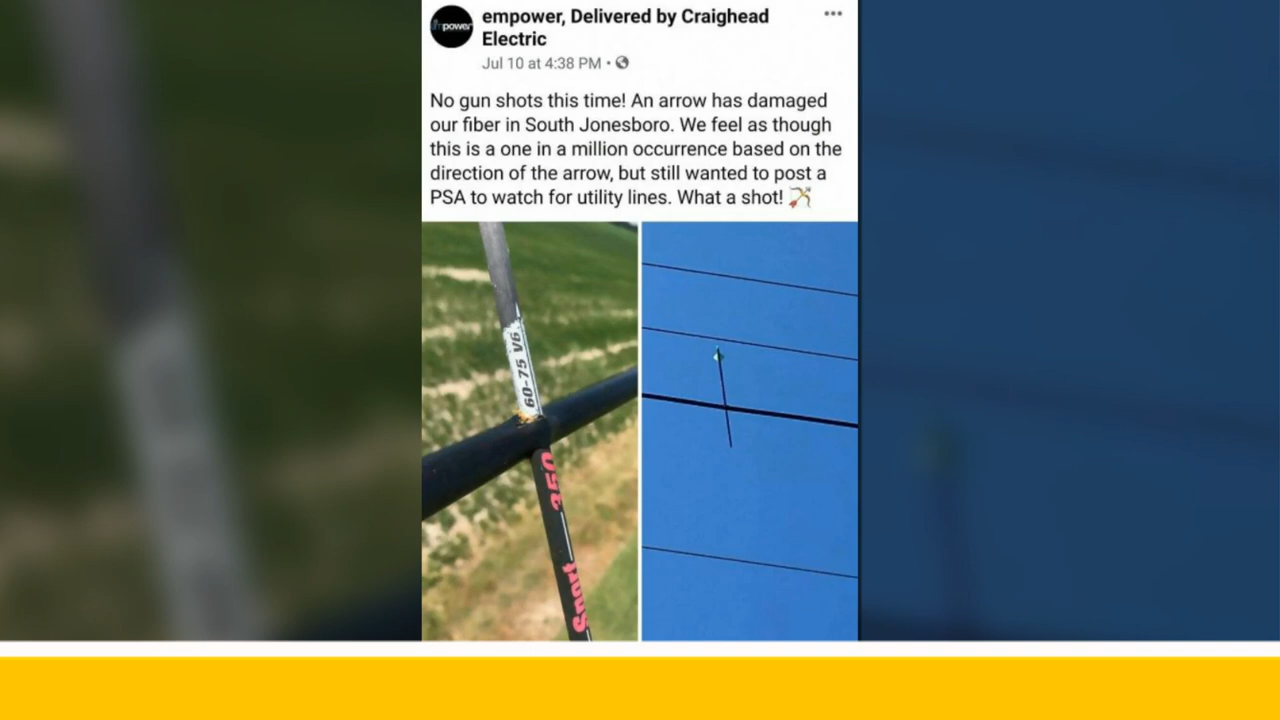 mpower
empower, Delivered by Craighead
Electric
Jul 10 at 4:38 PM •
No gun shots this time! An arrow has damaged
our fiber in South Jonesboro. We feel as though
this is a one in a million occurrence based on the
direction of the arrow, but still wanted to post a
PSA to watch for utility lines. What a shot! 🏹
60-75 V6
Sport 350